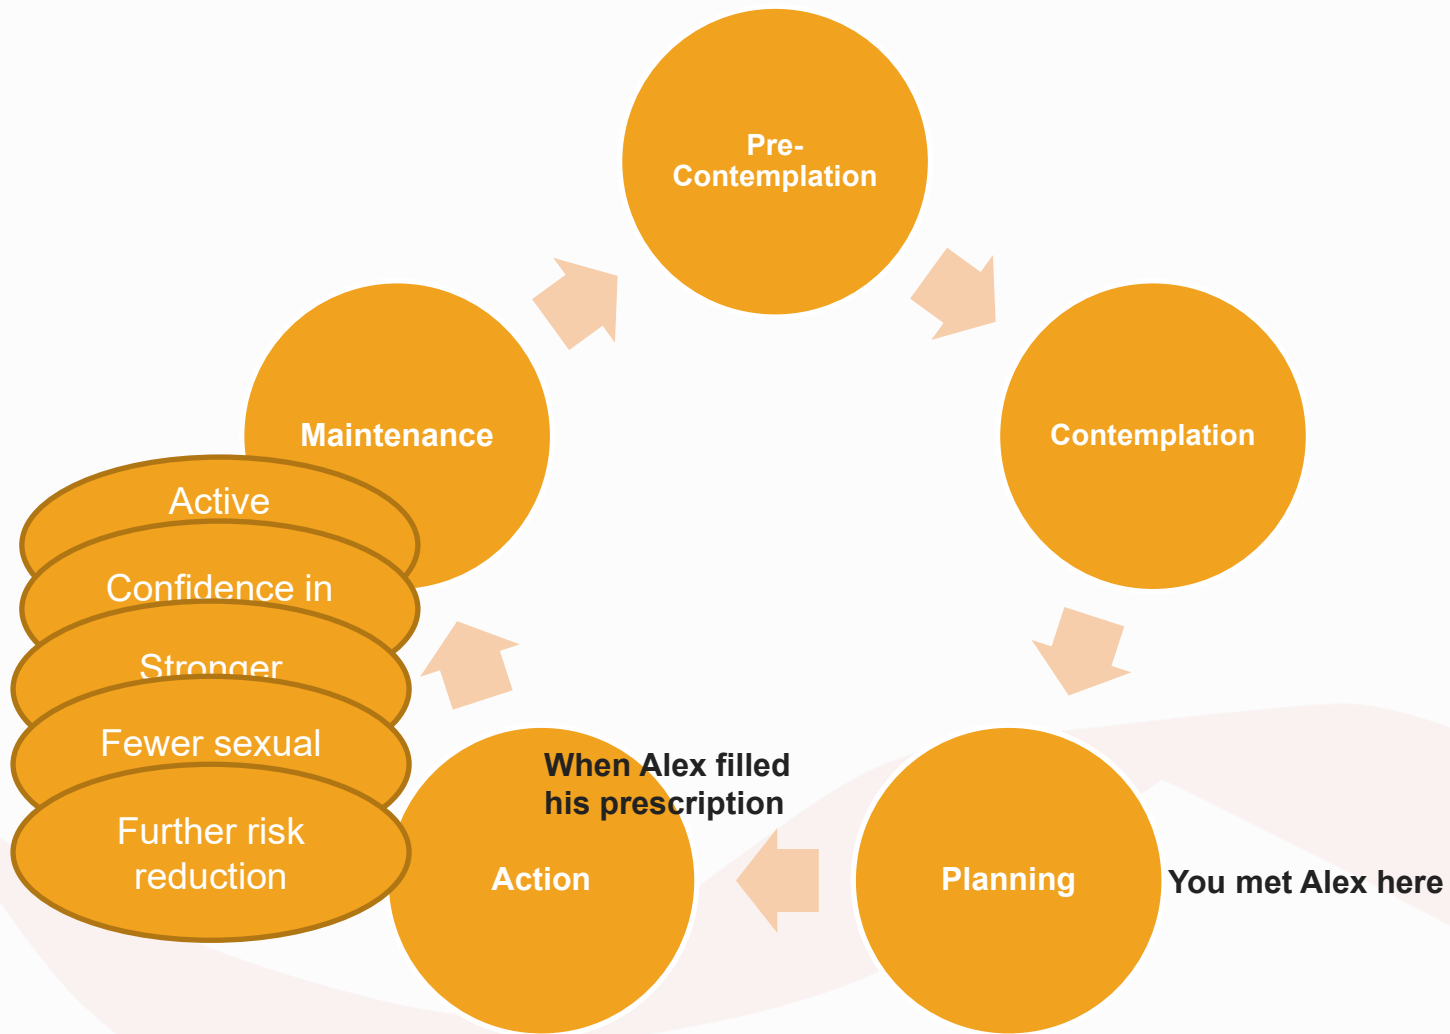 Pre-
Contemplation
Contemplation
Planning
You met Alex here
When Alex filled
his prescription
Action
Maintenance
Active
Confidence in
Stronger
Fewer sexual
Further risk
reduction